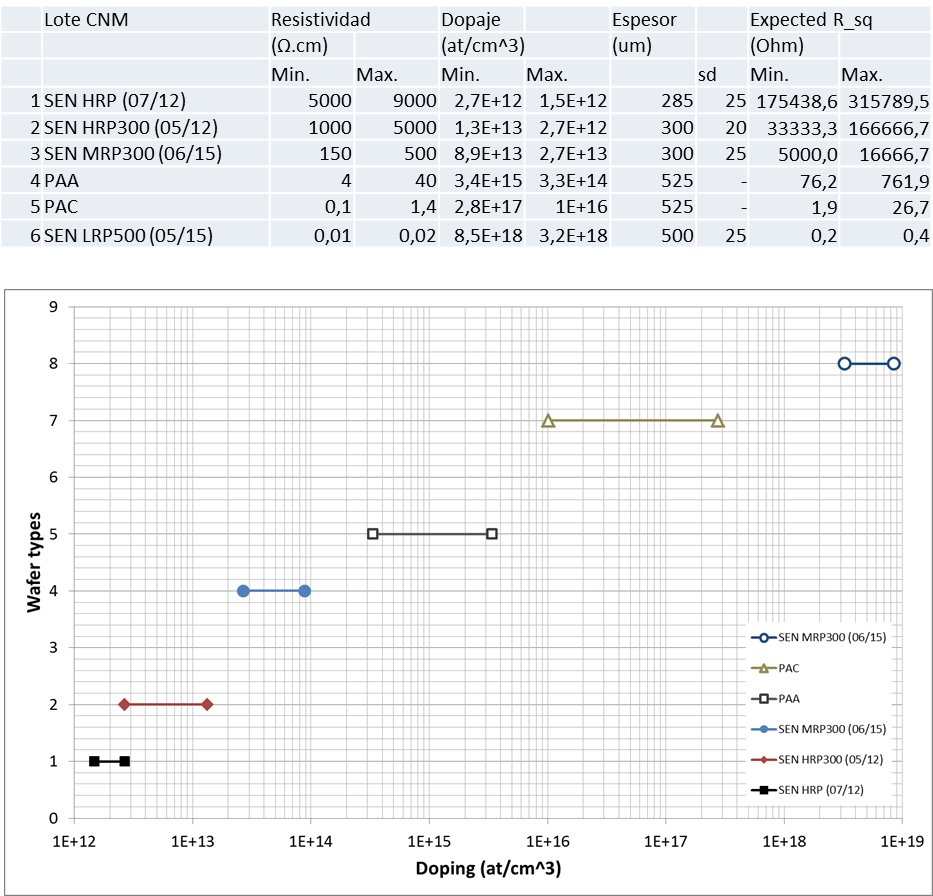 Lote CNM Resistividad Dopaje Espesor Expected R_sq
(Ω.cm) (at/cm^3) (um) (Ohm)
Min. Max. Min. Max. sd Min. Max.
1 SEN HRP (07/12) 5000 9000 2,7E+12 1,5E+12 285 25 175438,6 315789,5
2 SEN HRP300 (05/12) 1000 5000 1,3E+13 2,7E+12 300 20 33333,3 166666,7
3 SEN MRP300 (06/15) 150 500 8,9E+13 2,7E+13 300 25 5000,0 16666,7
4 PAA 4 40 3,4E+15 3,3E+14 525 - 76,2 761,9
5 PAC 0,1 1,4 2,8E+17 1E+16 525 - 1,9 26,7
6 SEN LRP500 (05/15) 0,01 0,02 8,5E+18 3,2E+18 500 25 0,2 0,4
9
8
7
6
5
4
3
2
1
0
Wafer types
SEN MRP300 (06/15)
PAC
PAA
SEN MRP300 (06/15)
SEN HRP300 (05/12)
SEN HRP (07/12)
1E+12 1E+13 1E+14 1E+15 1E+16 1E+17 1E+18 1E+19
Doping (at/cm^3)